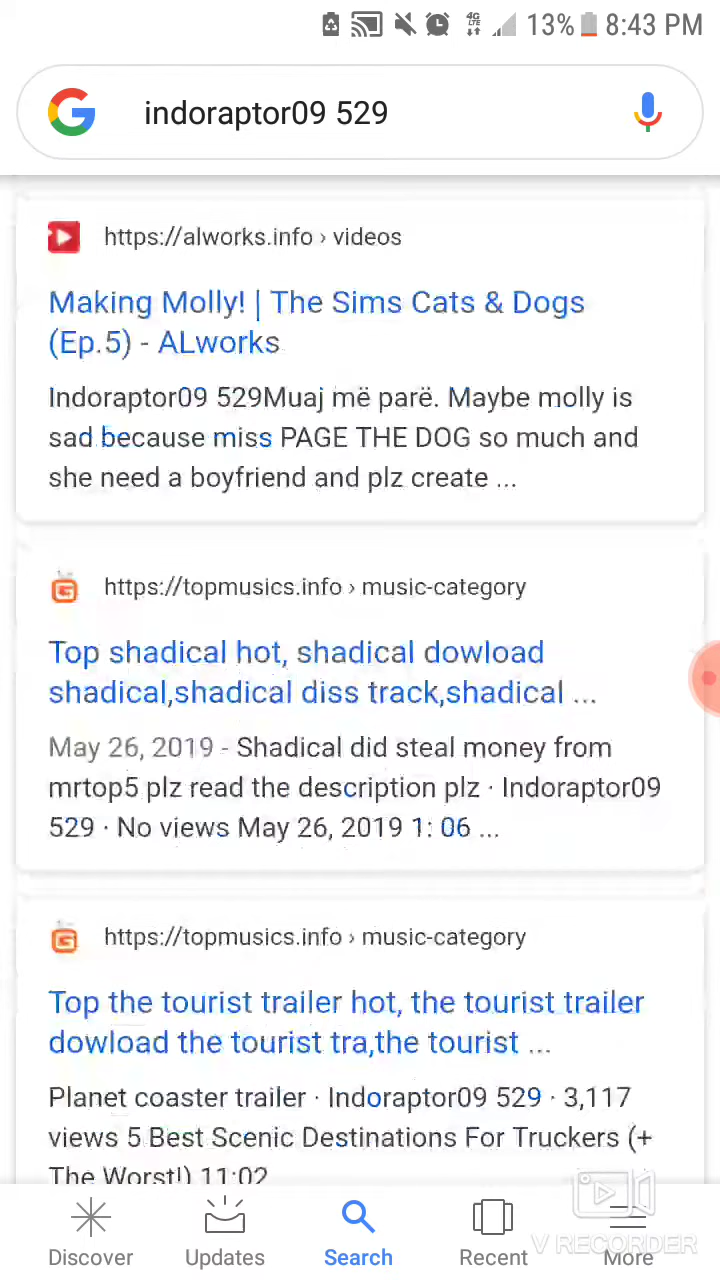 4G LTE 13% 8:43 PM
indoraptor09 529
https://alworks.info › videos
Making Molly! | The Sims Cats & Dogs
(Ep.5) - ALworks
Indoraptor09 529Muaj më parë. Maybe molly is
sad because miss PAGE THE DOG so much and
she need a boyfriend and plz create ...
https://topmusics.info › music-category
Top shadical hot, shadical dowload
shadical,shadical diss track,shadical ...
May 26, 2019 - Shadical did steal money from
mrtop5 plz read the description plz · Indoraptor09
529 · No views May 26, 2019 1: 06 ...
https://topmusics.info › music-category
Top the tourist trailer hot, the tourist trailer
dowload the tourist tra,the tourist ...
Planet coaster trailer · Indoraptor09 529 · 3,117
views 5 Best Scenic Destinations For Truckers (+
The Worst!) 11:02
V RECORDER
Discover Updates Search Recent More